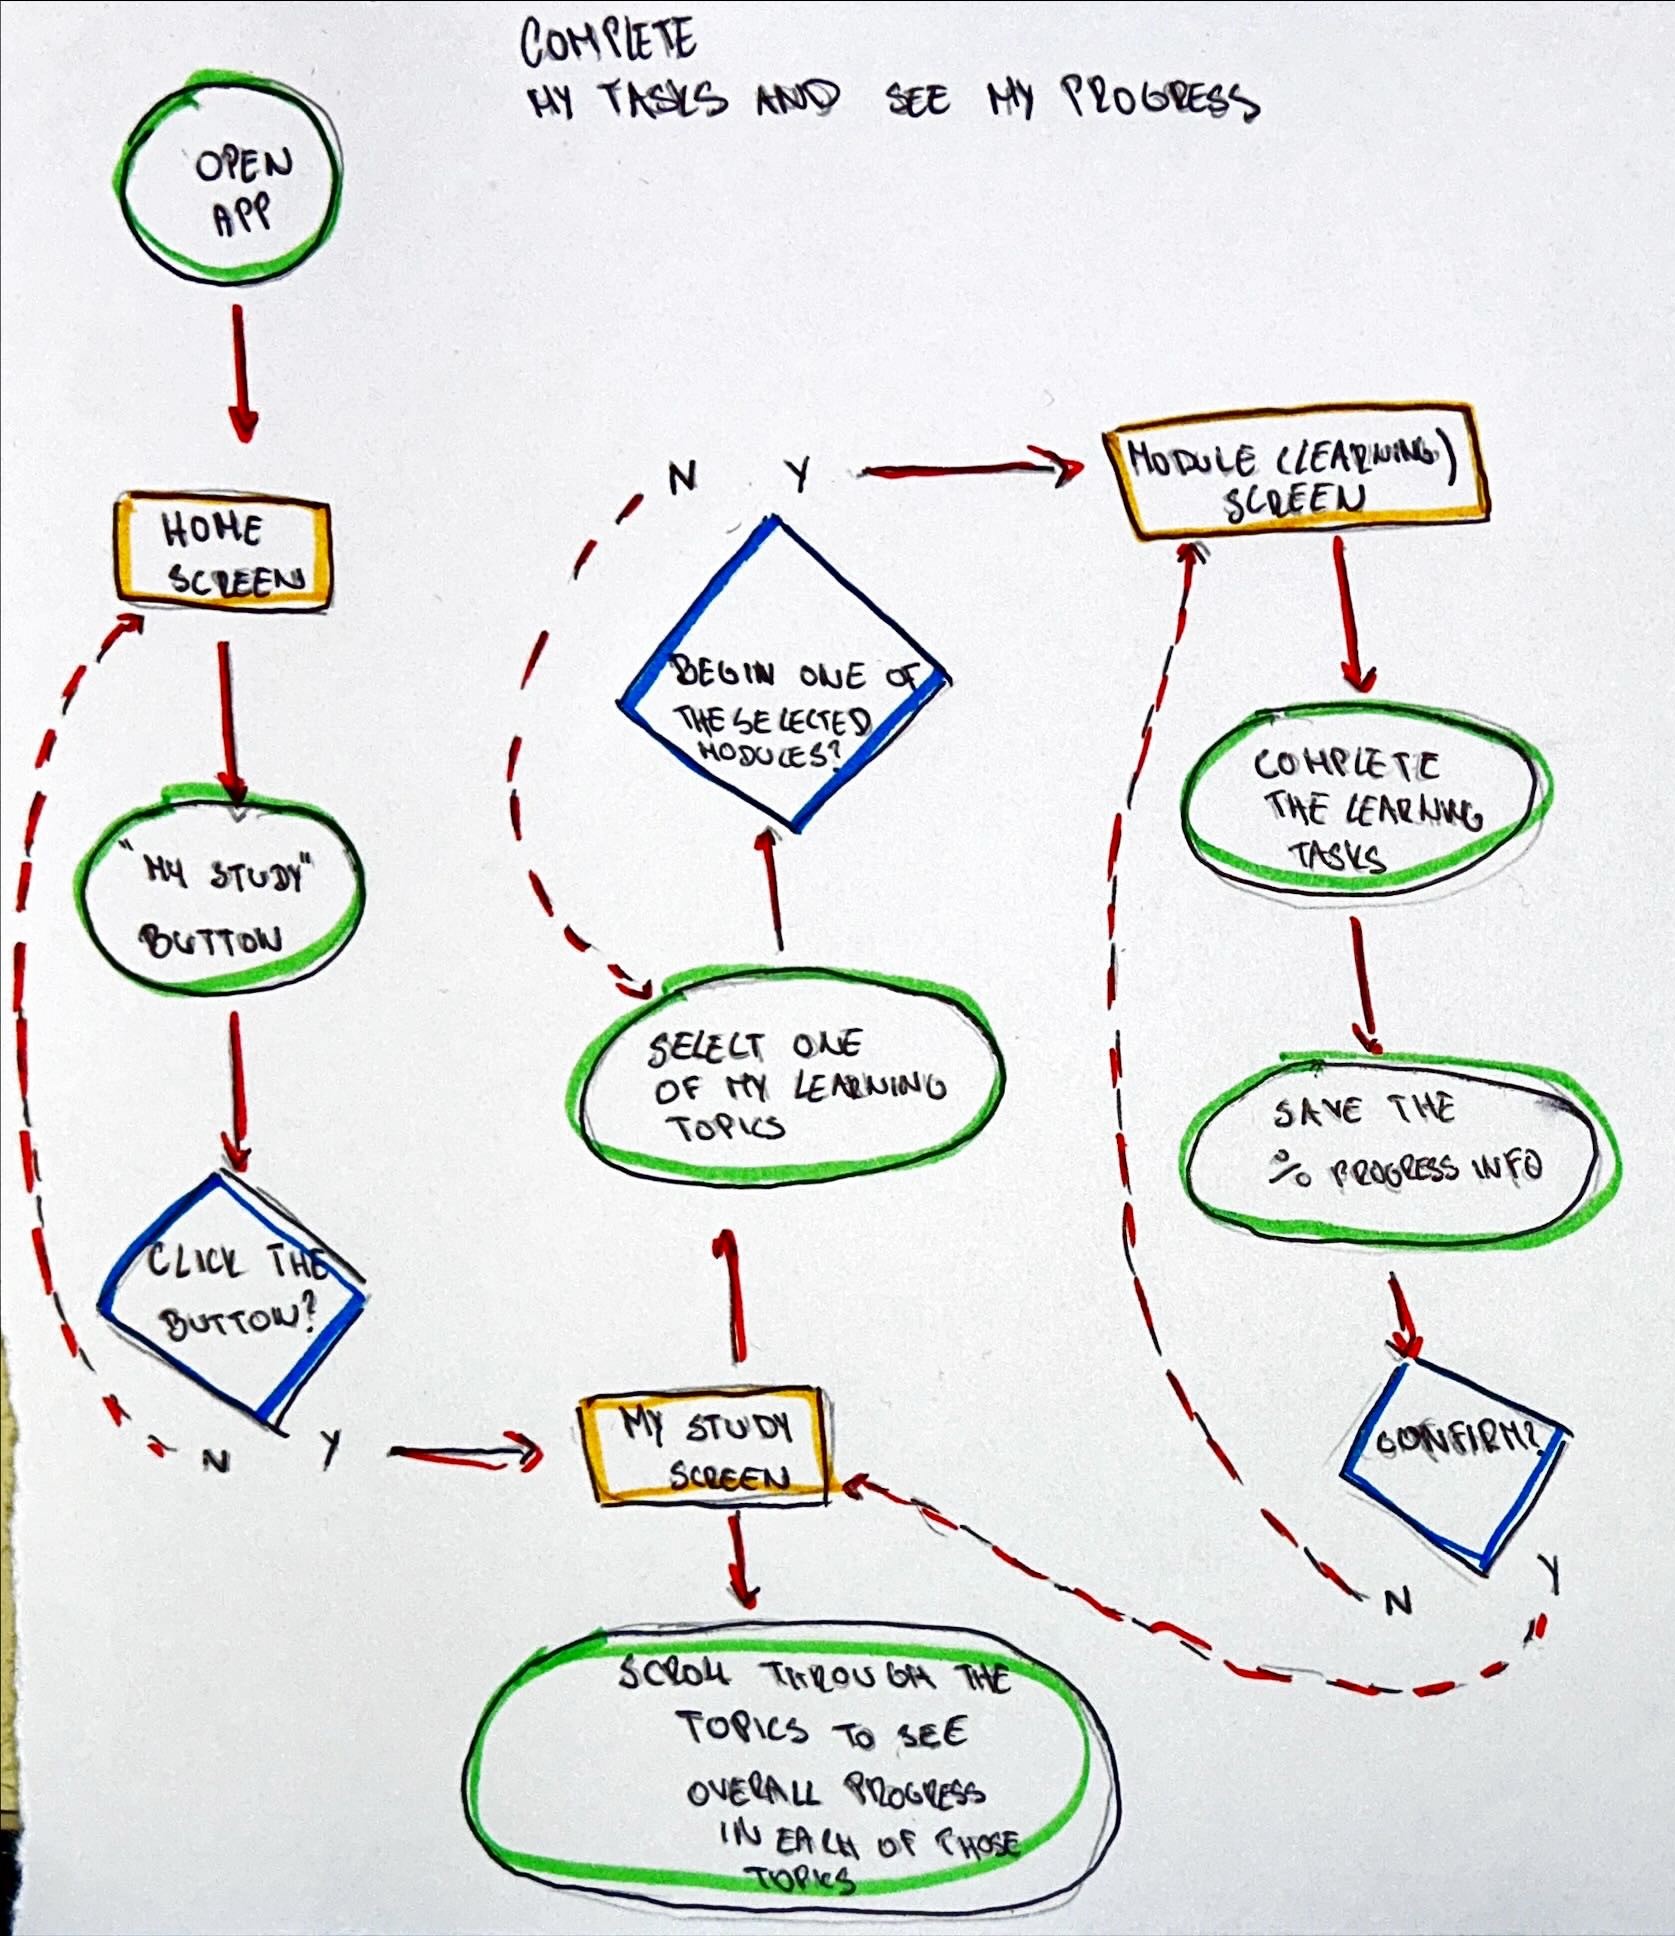 COMPLETE
MY TASKS AND SEE MY PROGRESS
OPEN
APP
HOME
SCREEN
"MY STUDY"
BUTTON
CLICK THE
BUTTON?
N Y
MY STUDY
SCREEN
SCROLL THROUGH THE
TOPICS TO SEE
OVERALL PROGRESS
IN EACH OF THOSE
TOPICS
SELECT ONE
OF MY LEARNING
TOPICS
BEGIN ONE OF
THE SELECTED
MODULES?
N Y
MODULE (LEARNING)
SCREEN
COMPLETE
THE LEARNING
TASKS
SAVE THE
% PROGRESS INFO
CONFIRM?
N Y